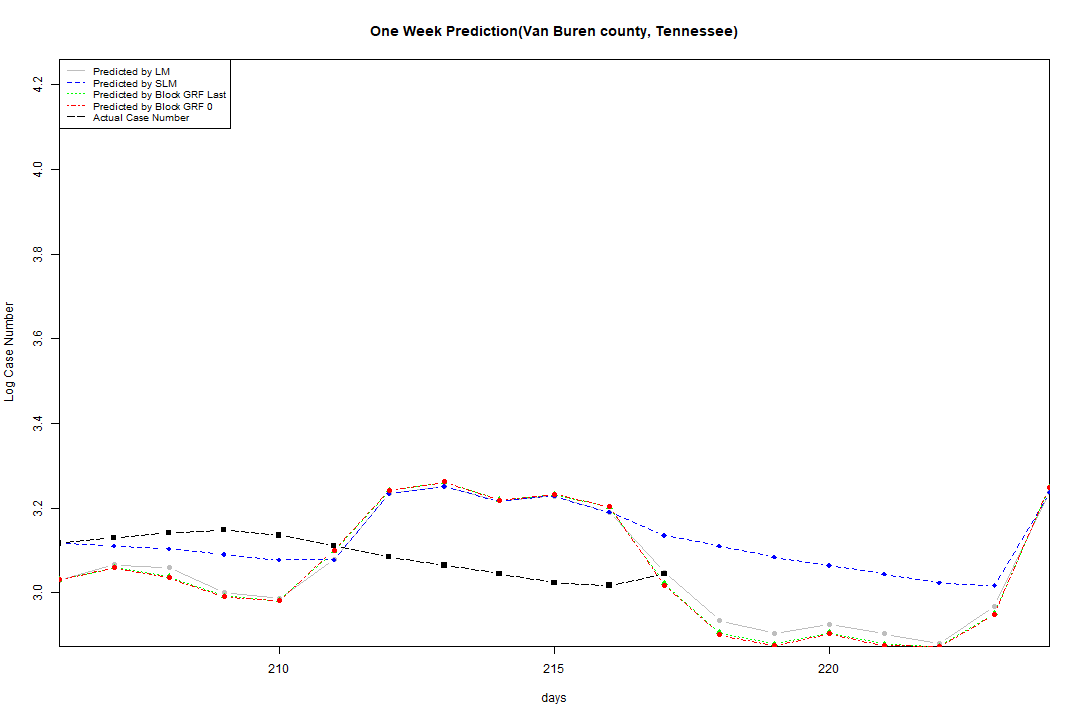 One Week Prediction(Van Buren county, Tennessee)
Predicted by LM
Predicted by SLM
Predicted by Block GRF Last
Predicted by Block GRF 0
Actual Case Number
4.2
4.0
3.8
3.6
3.4
3.2
3.0
Log Case Number
210 215 220
days